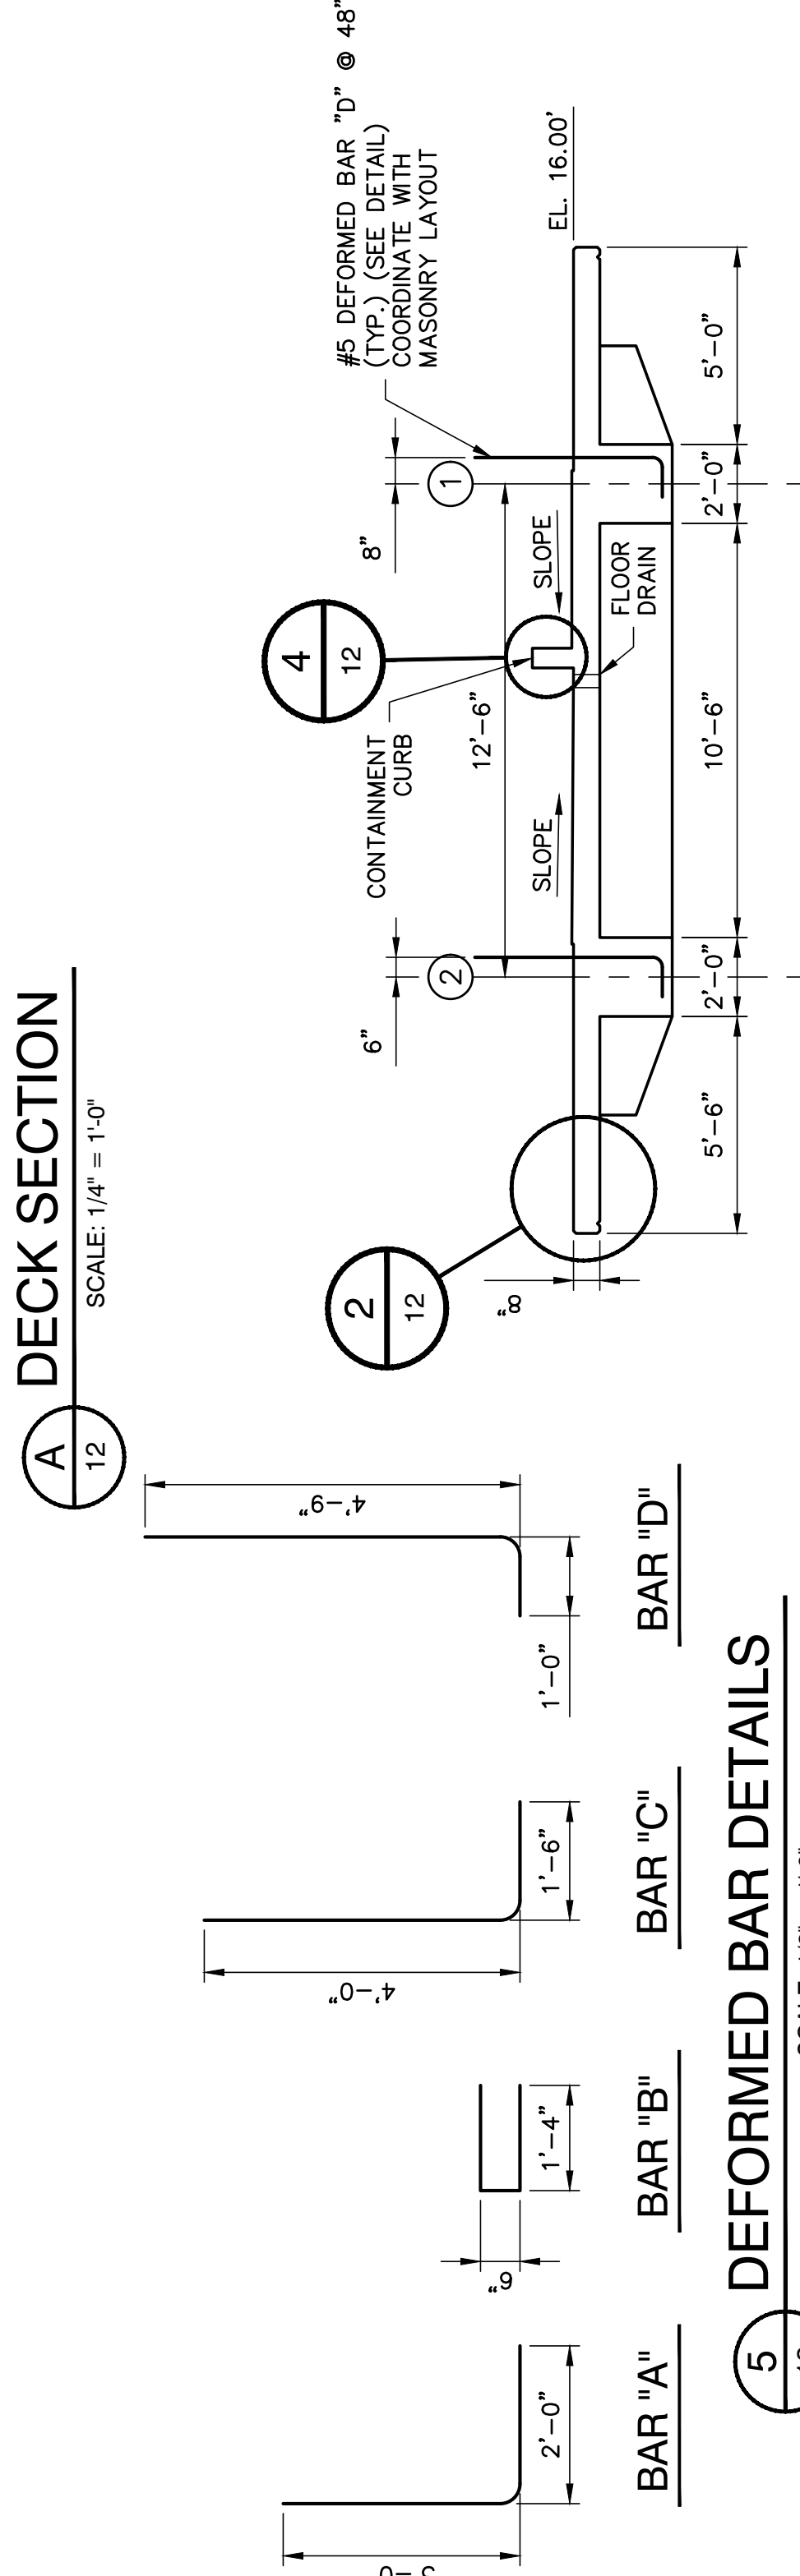 A
12
DECK SECTION
SCALE: 1/4" = 1'-0"
#5 DEFORMED BAR "D" @ 48"
(TYP.) (SEE DETAIL)
COORDINATE WITH
MASONRY LAYOUT
2
12
4
12
CONTAINMENT
CURB
6"
8"
2
1
12'-6"
SLOPE
SLOPE
EL. 16.00'
8"
FLOOR
DRAIN
5'-6"
2'-0"
10'-6"
2'-0"
5'-0"
2'-0"
BAR "A"
6"
1'-4"
BAR "B"
4'-0"
1'-6"
BAR "C"
4'-9"
1'-0"
BAR "D"
5
DEFORMED BAR DETAILS